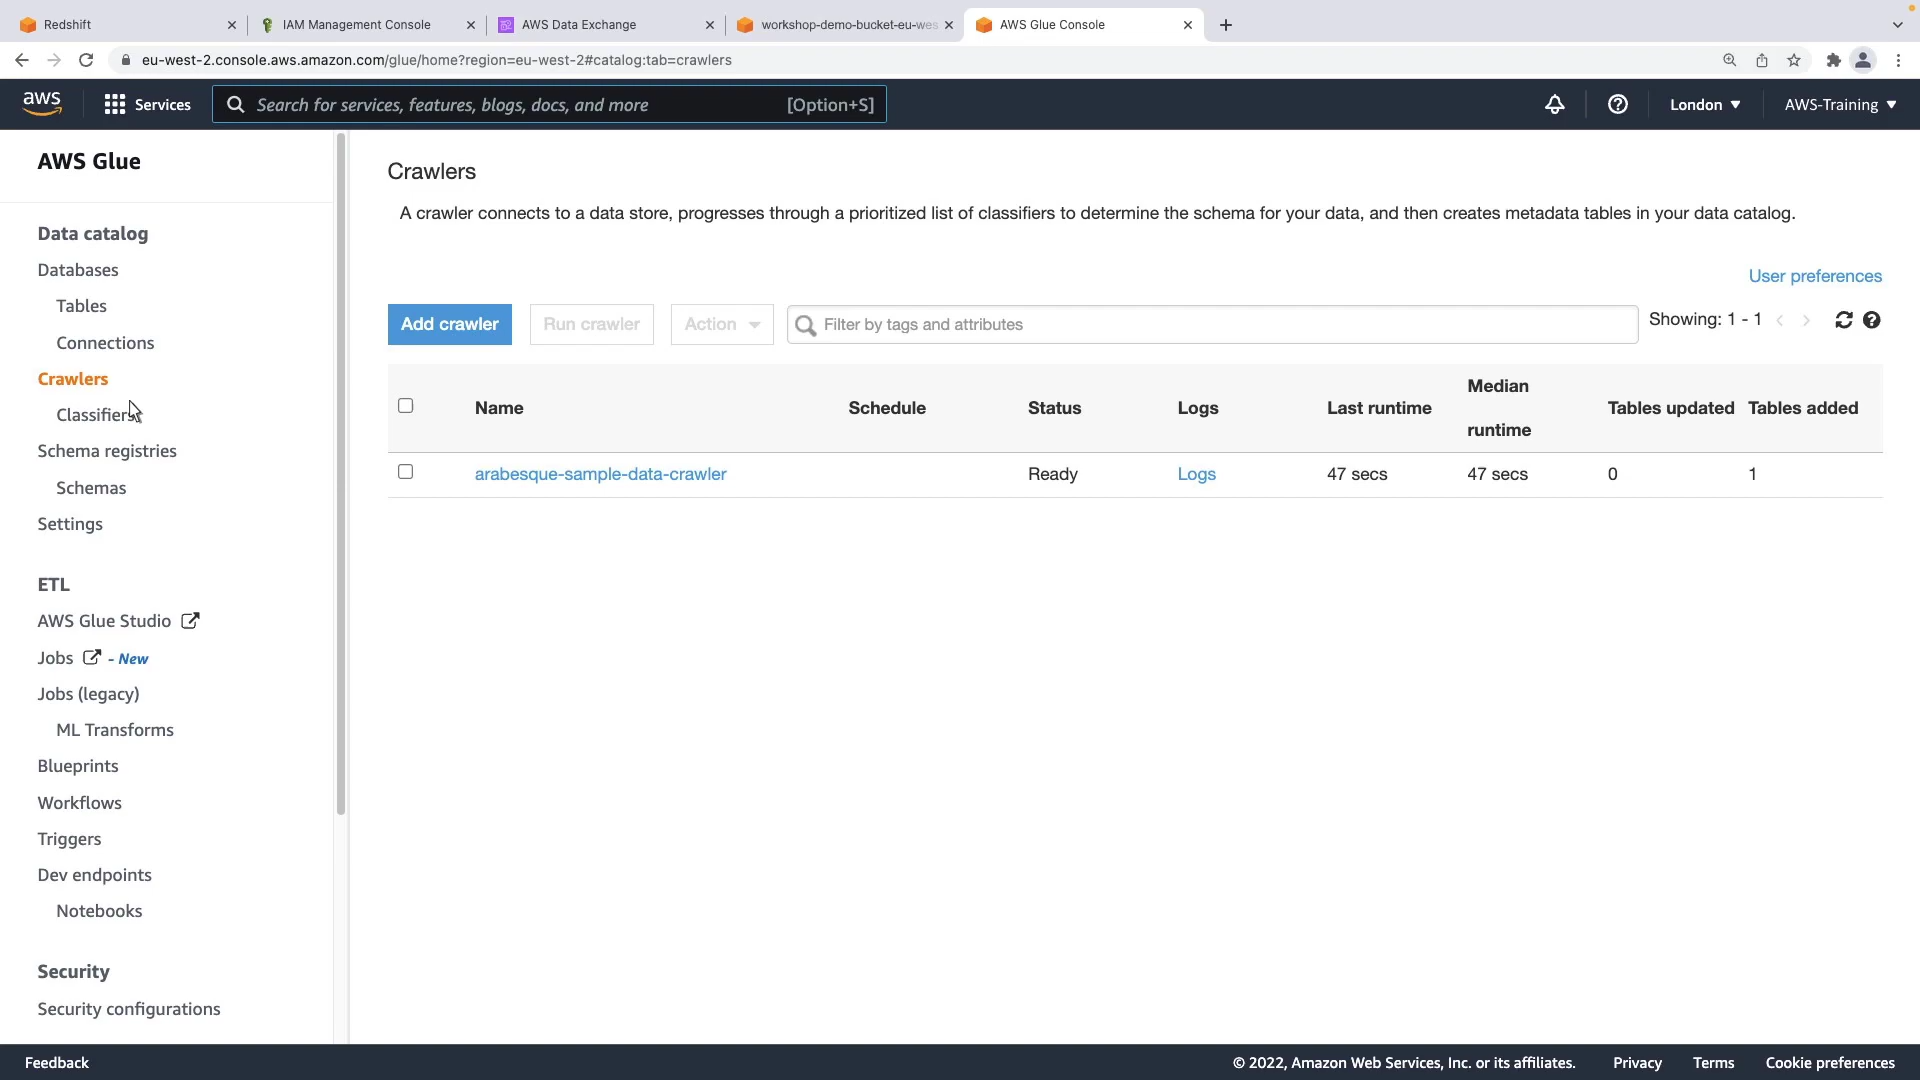 Redshift
IAM Management Console
AWS Data Exchange
workshop-demo-bucket-eu-wes
AWS Glue Console
eu-west-2.console.aws.amazon.com/glue/home?region=eu-west-2#catalog:tab=crawlers
aws
Services
Search for services, features, blogs, docs, and more
[Option+S]
London
AWS-Training
AWS Glue
Data catalog
Databases
Tables
Connections
Crawlers
Classifiers
Schema registries
Schemas
Settings
ETL
AWS Glue Studio
Jobs - New
Jobs (legacy)
ML Transforms
Blueprints
Workflows
Triggers
Dev endpoints
Notebooks
Security
Security configurations
Crawlers
A crawler connects to a data store, progresses through a prioritized list of classifiers to determine the schema for your data, and then creates metadata tables in your data catalog.
User preferences
Add crawler
Run crawler
Action
Filter by tags and attributes
Showing: 1 - 1
Name Schedule Status Logs Last runtime Median runtime Tables updated Tables added
arabesque-sample-data-crawler Ready Logs 47 secs 47 secs 0 1
Feedback
© 2022, Amazon Web Services, Inc. or its affiliates.
Privacy
Terms
Cookie preferences